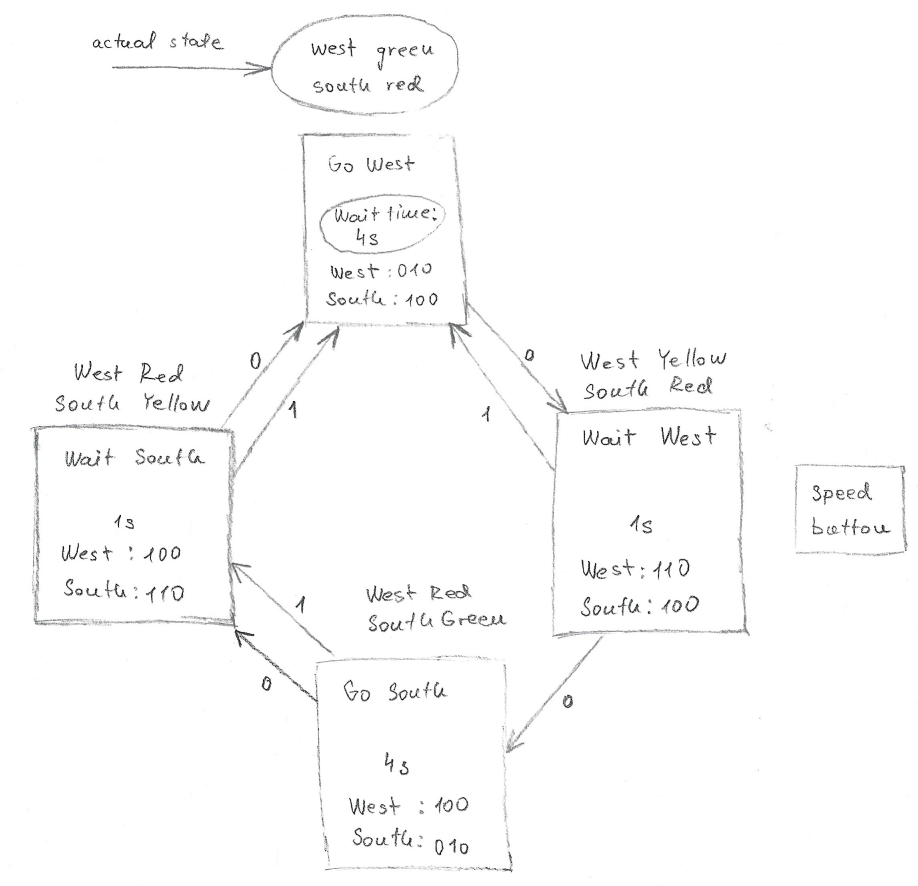 actual state
west green
south red
Go West
Wait time:
4s
West : 010
South : 100
0
0
1
1
West Red
South Yellow
West Yellow
South Red
Wait South
1s
West : 100
South : 110
Wait West
1s
West : 110
South : 100
speed
button
1
0
West Red
South Green
0
Go South
4s
West : 100
South : 010